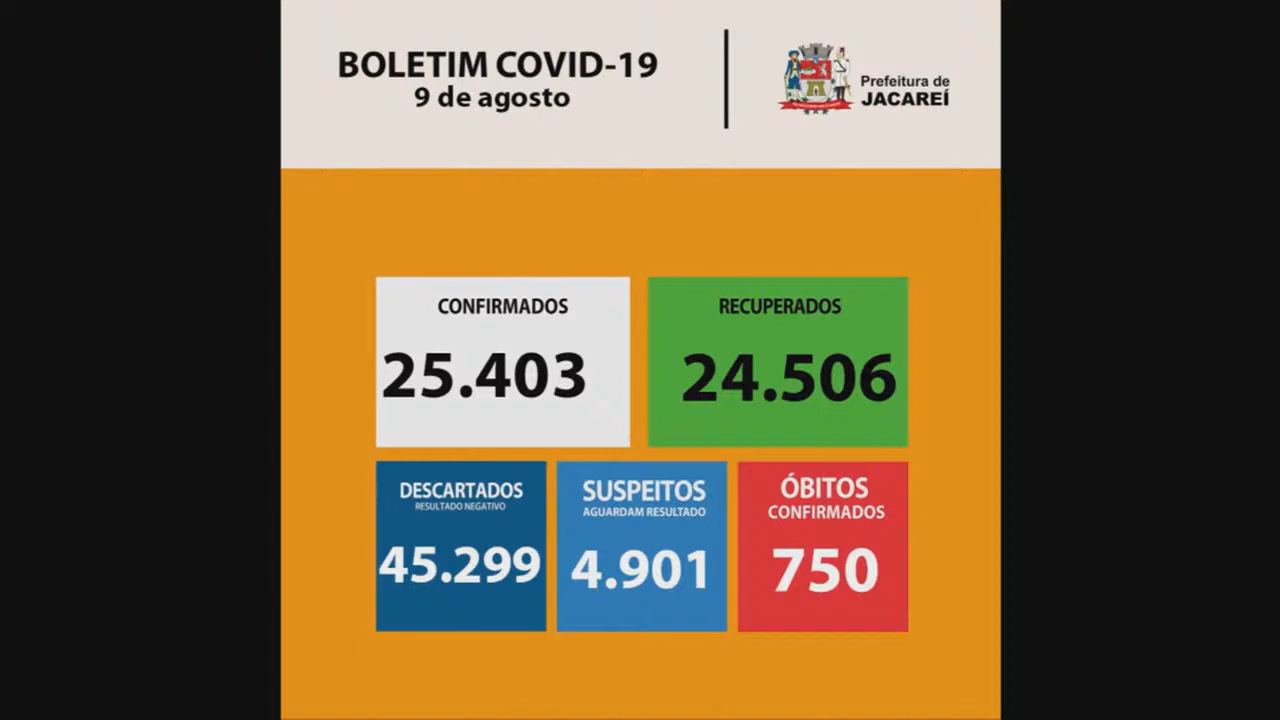 BOLETIM COVID-19
9 de agosto
Prefeitura de
JACAREÍ
CONFIRMADOS
25.403
RECUPERADOS
24.506
DESCARTADOS
RESULTADO NEGATIVO
45.299
SUSPEITOS
AGUARDAM RESULTADO
4.901
ÓBITOS
CONFIRMADOS
750